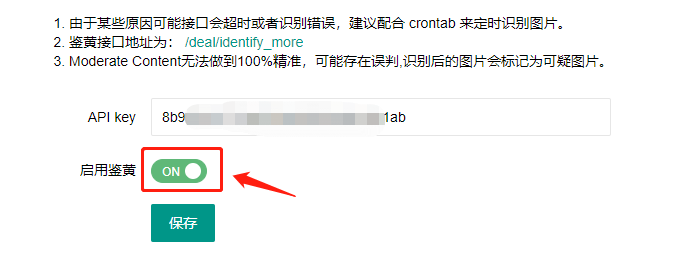 1. 由于某些原因可能接口会超时或者识别错误，建议配合 crontab 来定时识别图片。
2. 鉴黄接口地址为： /deal/identify_more
3. Moderate Content无法做到100%精准，可能存在误判,识别后的图片会标记为可疑图片。
API key 8b9 1ab
启用鉴黄 ON
保存